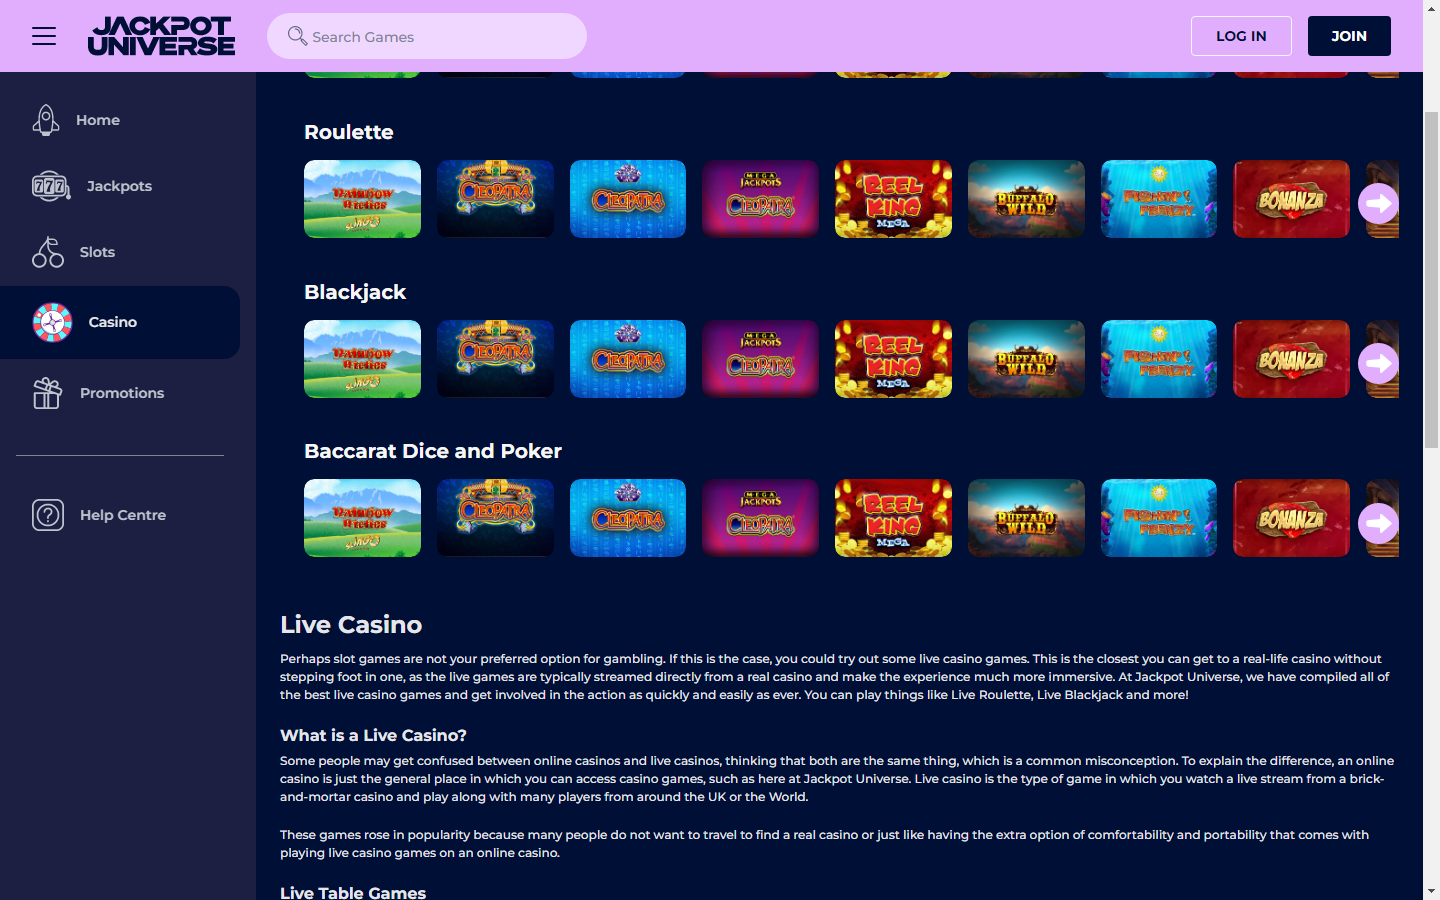 JACKPOT
UNIVERSE
Search Games
LOG IN
JOIN
Home
Jackpots
Slots
Casino
Promotions
Help Centre
Roulette
RAINBOW
RICHES
CLEOPATRA
CLEOPATRA
MEGA
JACKPOTS
CLEOPATRA
REEL
KING
MEGA
BUFFALO
WILD
FISHIN'
FRENZY
BONANZA
Blackjack
RAINBOW
RICHES
CLEOPATRA
CLEOPATRA
MEGA
JACKPOTS
CLEOPATRA
REEL
KING
MEGA
BUFFALO
WILD
FISHIN'
FRENZY
BONANZA
Baccarat Dice and Poker
RAINBOW
RICHES
CLEOPATRA
CLEOPATRA
MEGA
JACKPOTS
CLEOPATRA
REEL
KING
MEGA
BUFFALO
WILD
FISHIN'
FRENZY
BONANZA
Live Casino
Perhaps slot games are not your preferred option for gambling. If this is the case, you could try out some live casino games. This is the closest you can get to a real-life casino without
stepping foot in one, as the live games are typically streamed directly from a real casino and make the experience much more immersive. At Jackpot Universe, we have compiled all of
the best live casino games and get involved in the action as quickly and easily as ever. You can play things like Live Roulette, Live Blackjack and more!
What is a Live Casino?
Some people may get confused between online casinos and live casinos, thinking that both are the same thing, which is a common misconception. To explain the difference, an online
casino is just the general place in which you can access casino games, such as here at Jackpot Universe. Live casino is the type of game in which you watch a live stream from a brick-
and-mortar casino and play along with many players from around the UK or the World.
These games rose in popularity because many people do not want to travel to find a real casino or just like having the extra option of comfortability and portability that comes with
playing live casino games on an online casino.
Live Table Games